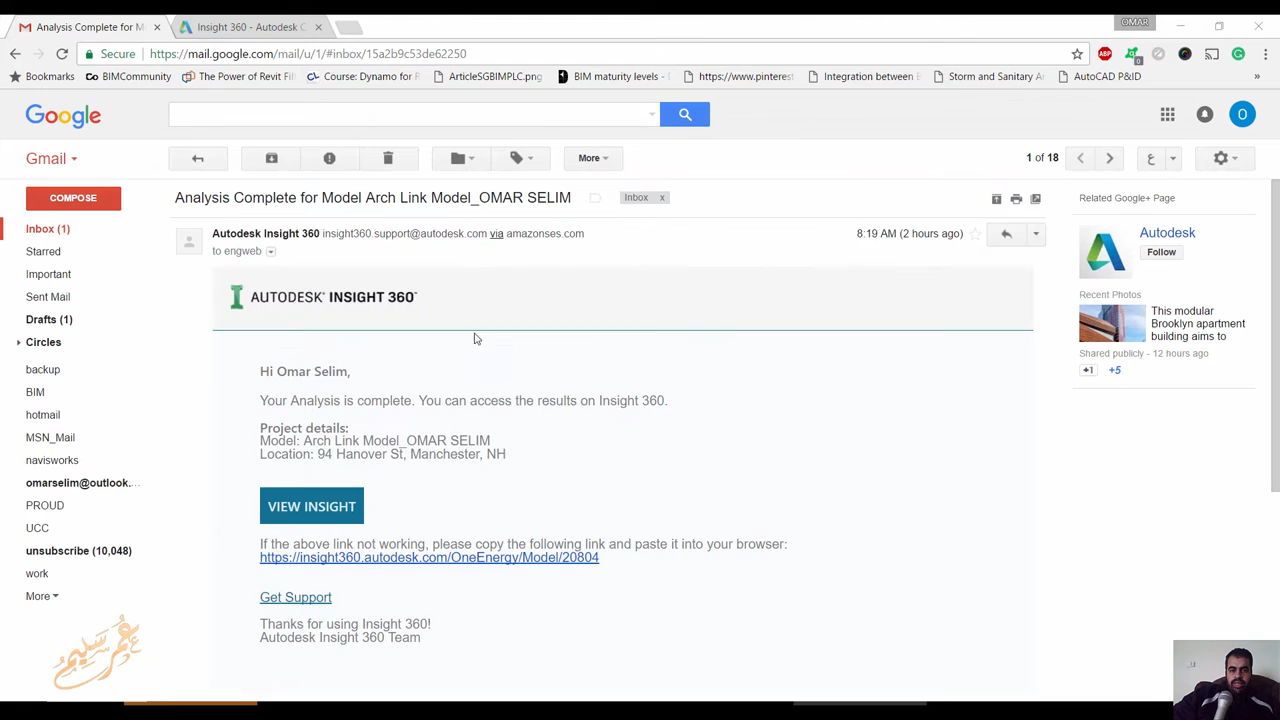 Analysis Complete for M
Insight 360 - Autodesk C
OMAR
Secure
https://mail.google.com/mail/u/1/#inbox/15a2b9c53de62250
ABP
0
Bookmarks
BIMCommunity
The Power of Revit Fit
Course: Dynamo for R
ArticleSGBIMPLC.png
BIM maturity levels -
https://www.pinterest
Integration between B
Storm and Sanitary A
AutoCAD P&ID
»
Google
O
Gmail
More
1 of 18
ع
COMPOSE
Inbox (1)
Starred
Important
Sent Mail
Drafts (1)
Circles
backup
BIM
hotmail
MSN_Mail
navisworks
omarselim@outlook....
PROUD
UCC
unsubscribe (10,048)
work
More
عمر سليم
Analysis Complete for Model Arch Link Model_OMAR SELIM
Inbox x
Autodesk Insight 360 insight360.support@autodesk.com via amazonses.com
8:19 AM (2 hours ago)
to engweb
AUTODESK® INSIGHT 360™
Hi Omar Selim,
Your Analysis is complete. You can access the results on Insight 360.
Project details:
Model: Arch Link Model_OMAR SELIM
Location: 94 Hanover St, Manchester, NH
VIEW INSIGHT
If the above link not working, please copy the following link and paste it into your browser:
https://insight360.autodesk.com/OneEnergy/Model/20804
Get Support
Thanks for using Insight 360!
Autodesk Insight 360 Team
Related Google+ Page
Autodesk
Follow
Recent Photos
This modular
Brooklyn apartment
building aims to
Shared publicly - 12 hours ago
+1
+5